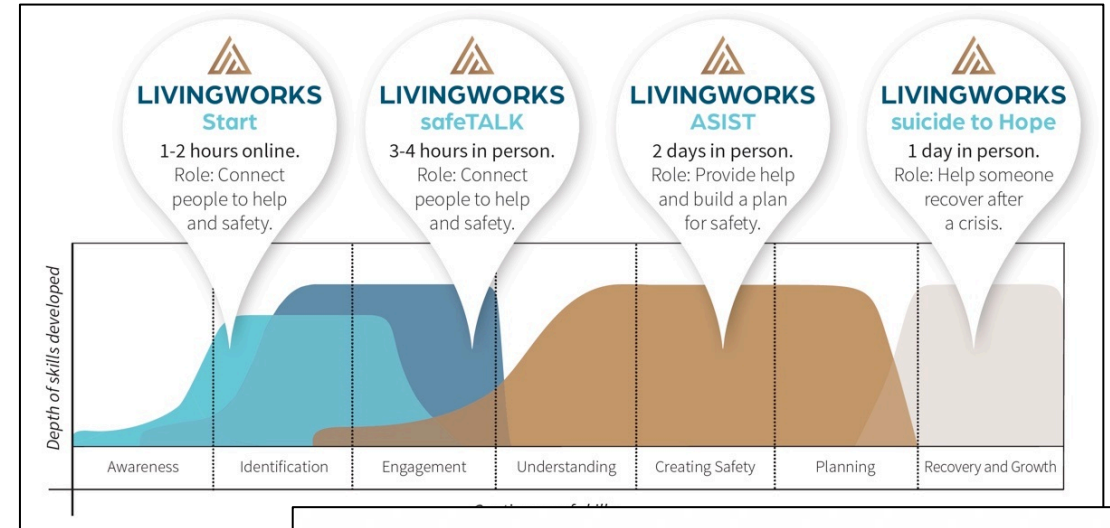 LIVINGWORKS
Start
1-2 hours online.
Role: Connect
people to help
and safety.
LIVINGWORKS
safeTALK
3-4 hours in person.
Role: Connect
people to help
and safety.
LIVINGWORKS
ASIST
2 days in person.
Role: Provide help
and build a plan
for safety.
LIVINGWORKS
suicide to Hope
1 day in person.
Role: Help someone
recover after
a crisis.
Depth of skills developed
Awareness
Identification
Engagement
Understanding
Creating Safety
Planning
Recovery and Growth